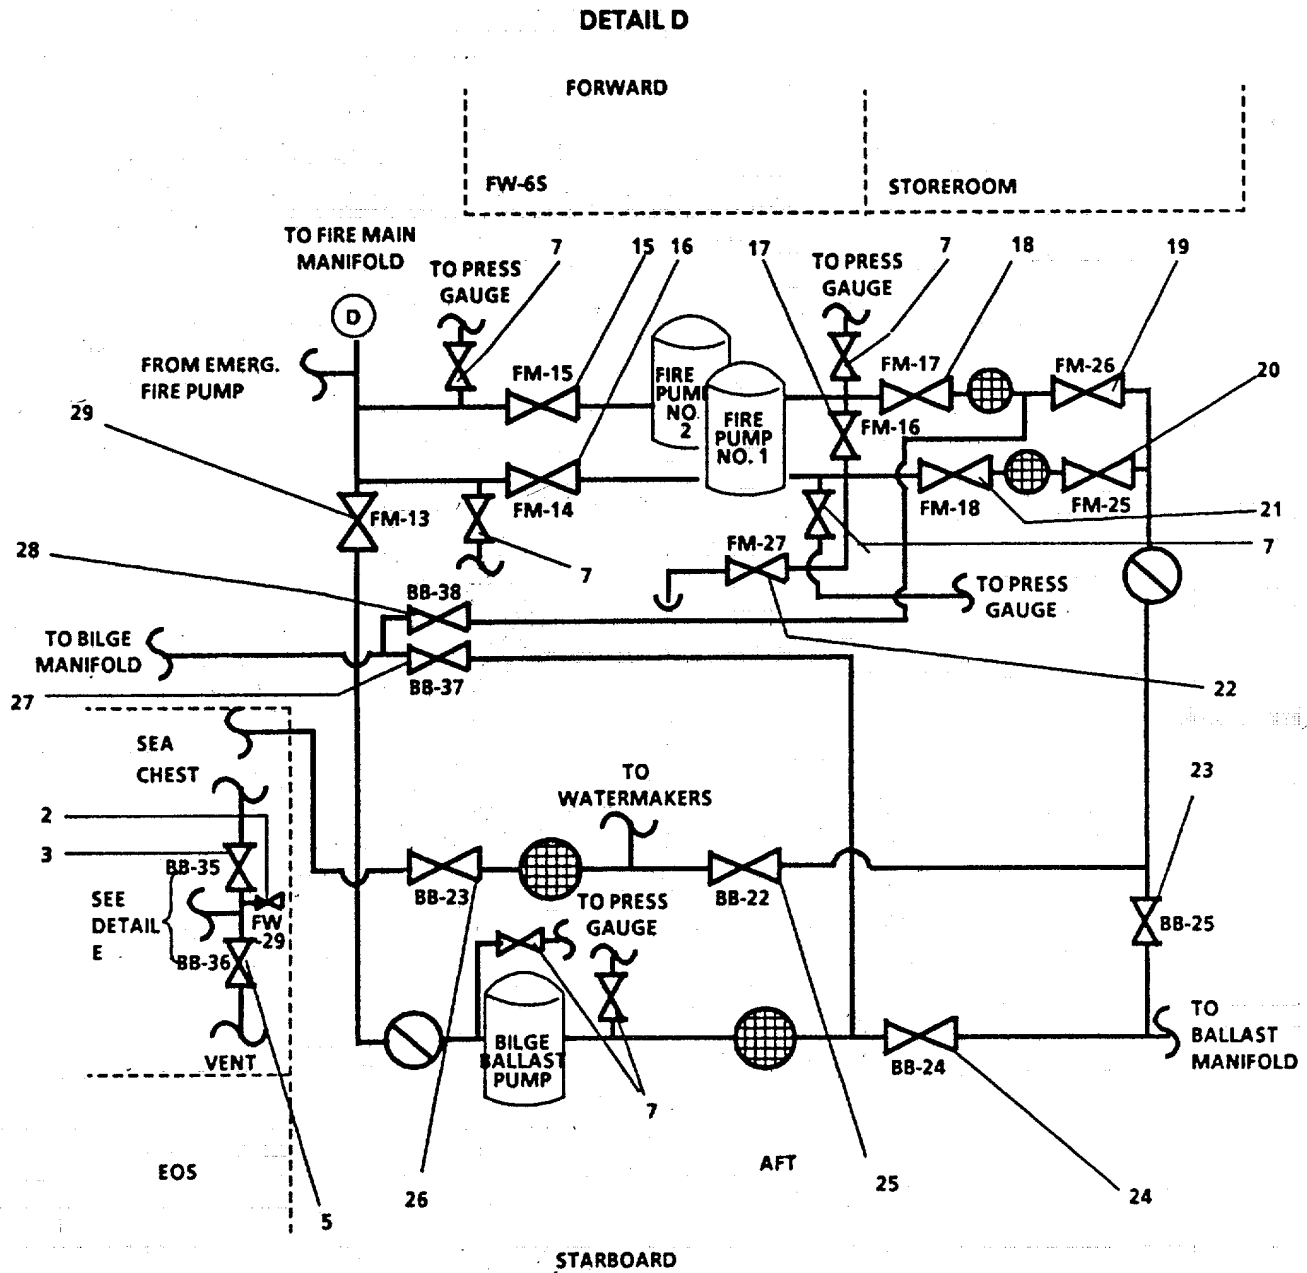 DETAIL D
FORWARD
FW-6S
STOREROOM
TO FIRE MAIN
MANIFOLD
7
15
16
17
7
18
19
TO PRESS
GAUGE
TO PRESS
GAUGE
D
FROM EMERG.
FIRE PUMP
FM-15
FIRE
PUMP
NO.
2
FIRE
PUMP
NO. 1
FM-17
FM-26
20
29
FM-16
FM-13
FM-14
FM-18
FM-25
21
28
7
FM-27
7
BB-38
TO PRESS
GAUGE
TO BILGE
MANIFOLD
BB-37
22
27
SEA
CHEST
TO
WATERMAKERS
23
2
3
BB-35
BB-23
BB-22
SEE
DETAIL
E
FW
-29
TO PRESS
GAUGE
BB-25
BB-36
VENT
BILGE
BALLAST
PUMP
BB-24
TO
BALLAST
MANIFOLD
7
EOS
AFT
26
25
24
5
STARBOARD